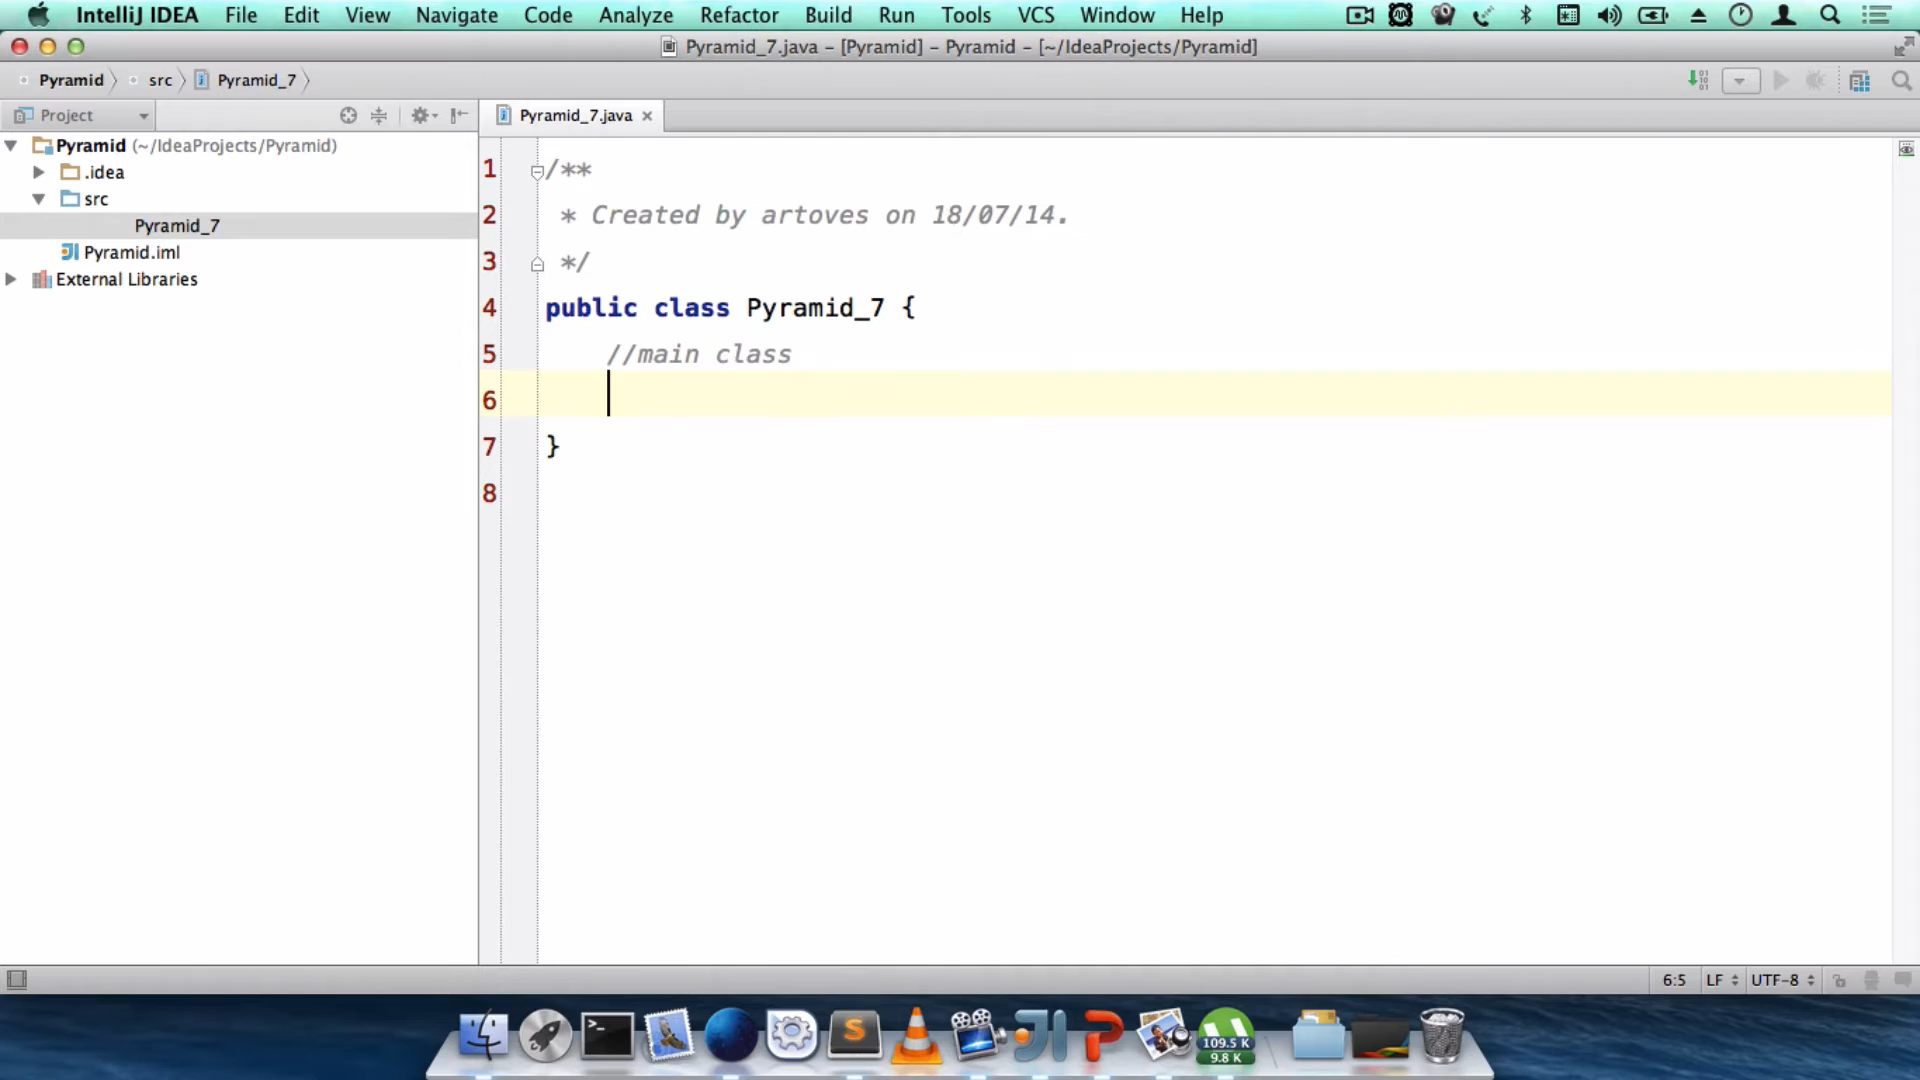 IntelliJ IDEA File Edit View Navigate Code Analyze Refactor Build Run Tools VCS Window Help
Pyramid_7.java – [Pyramid] – Pyramid – [~/IdeaProjects/Pyramid]
Pyramid src Pyramid_7
Project
Pyramid_7.java
Pyramid (~/IdeaProjects/Pyramid)
.idea
src
Pyramid_7
Pyramid.iml
External Libraries
1 /**
2 * Created by artoves on 18/07/14.
3 */
4 public class Pyramid_7 {
5 //main class
6
7 }
8
6:5 LF UTF-8
109.5 K
9.8 K